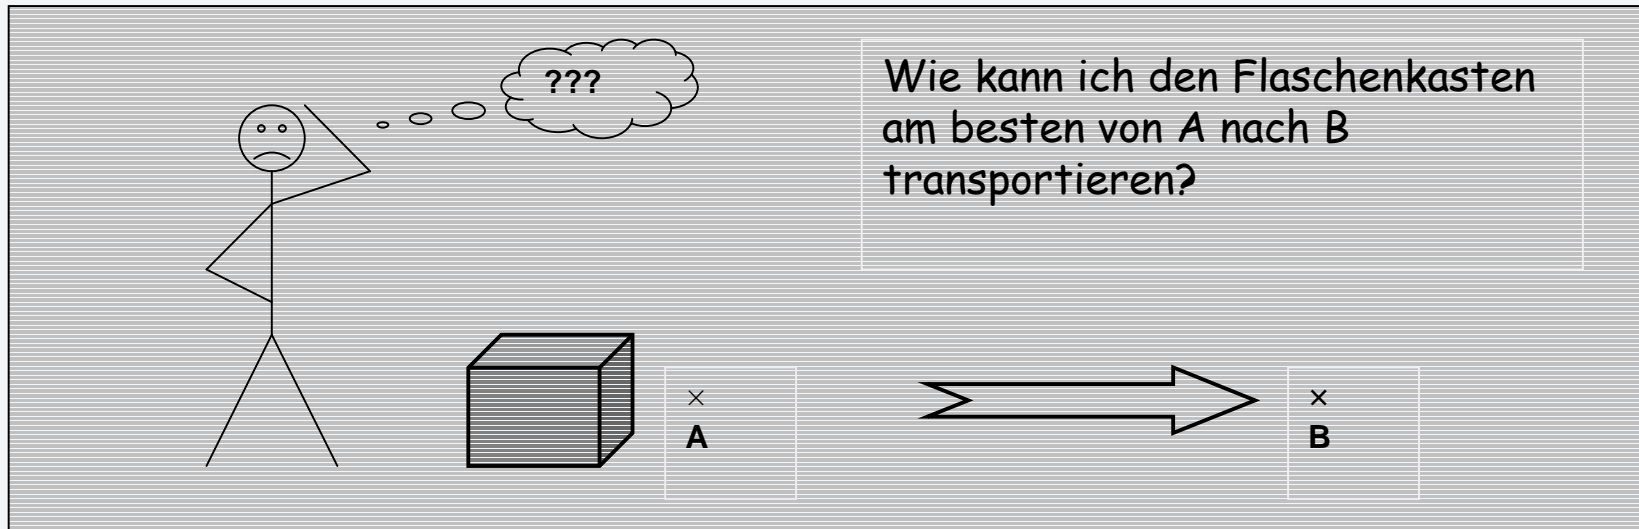 ???
Wie kann ich den Flaschenkasten
am besten von A nach B
transportieren?
×
A
×
B